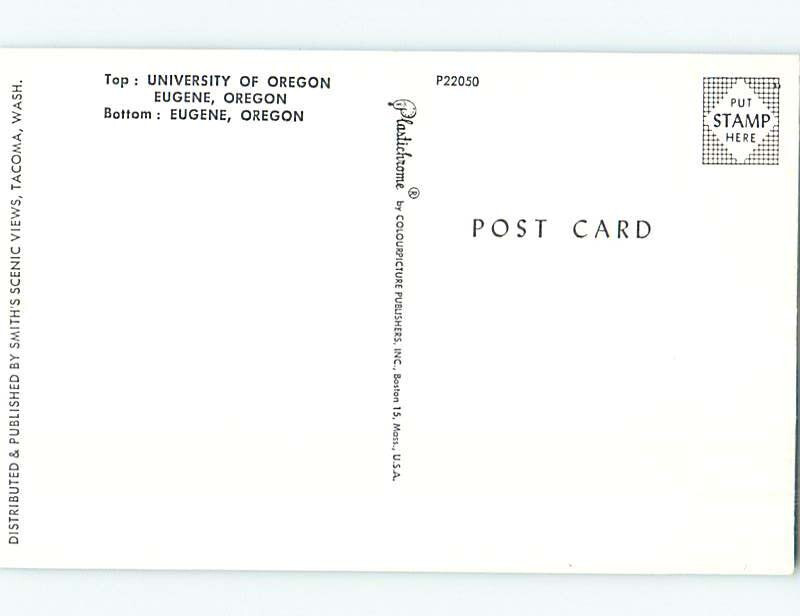 Top : UNIVERSITY OF OREGON
EUGENE, OREGON
Bottom : EUGENE, OREGON
P22050
PUT
STAMP
HERE
POST CARD
Plastichrome ® by COLOURPICTURE PUBLISHERS, INC., Boston 15, Mass., U.S.A.
DISTRIBUTED & PUBLISHED BY SMITH'S SCENIC VIEWS, TACOMA, WASH.